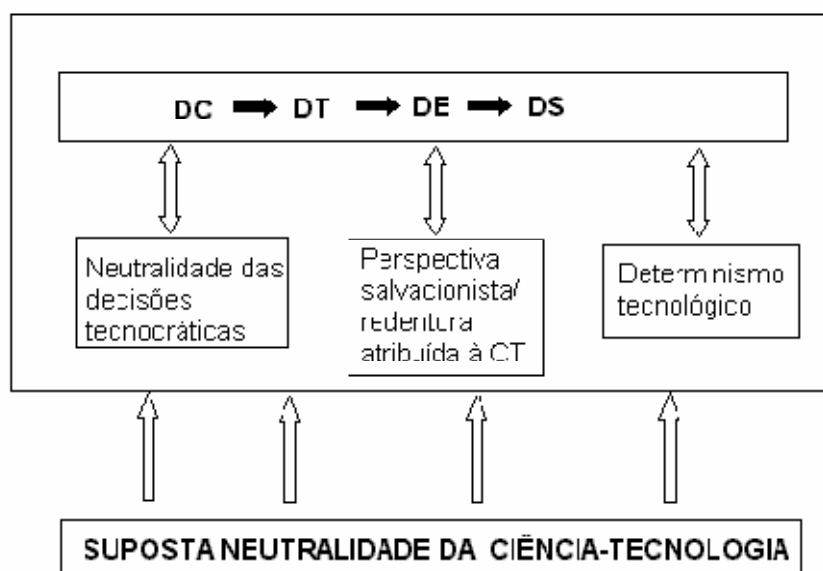 DC DT DE DS
Neutralidade das
decisões
tecnocráticas
Perspectiva
salvacionista/
redentora
atribuída à CT
Determinismo
tecnológico
SUPOSTA NEUTRALIDADE DA CIÊNCIA-TECNOLOGIA